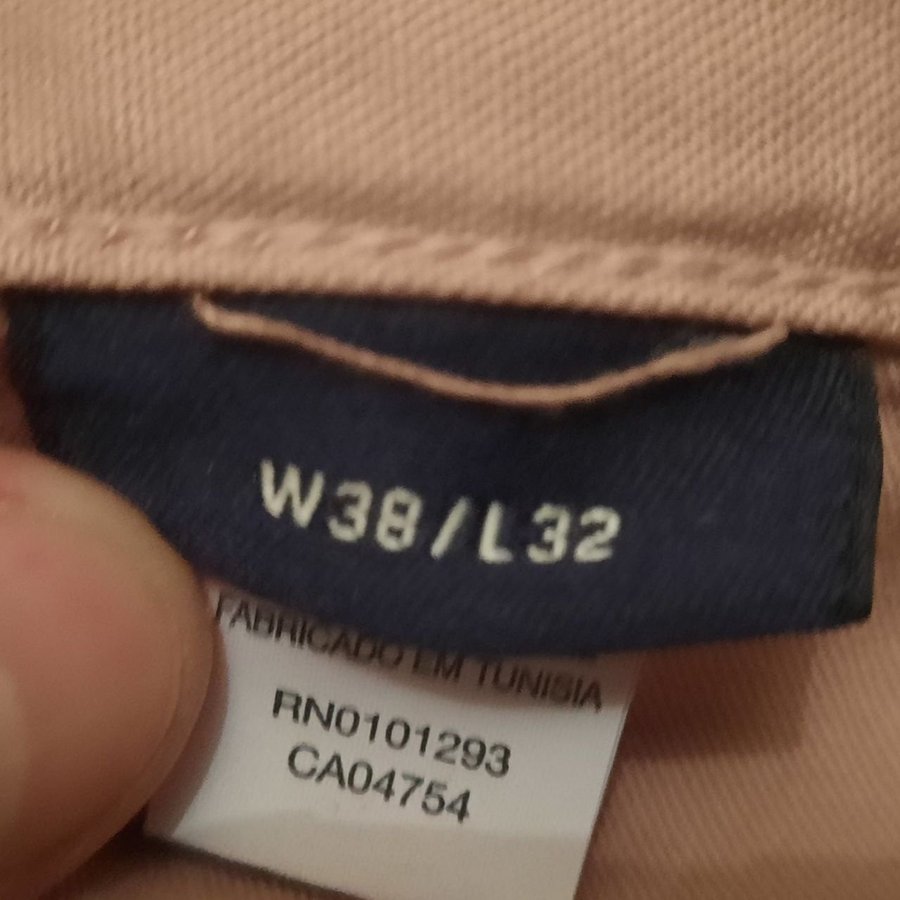 W38/L32
FABRICADO EM TUNISIA
RN0101293
CA04754